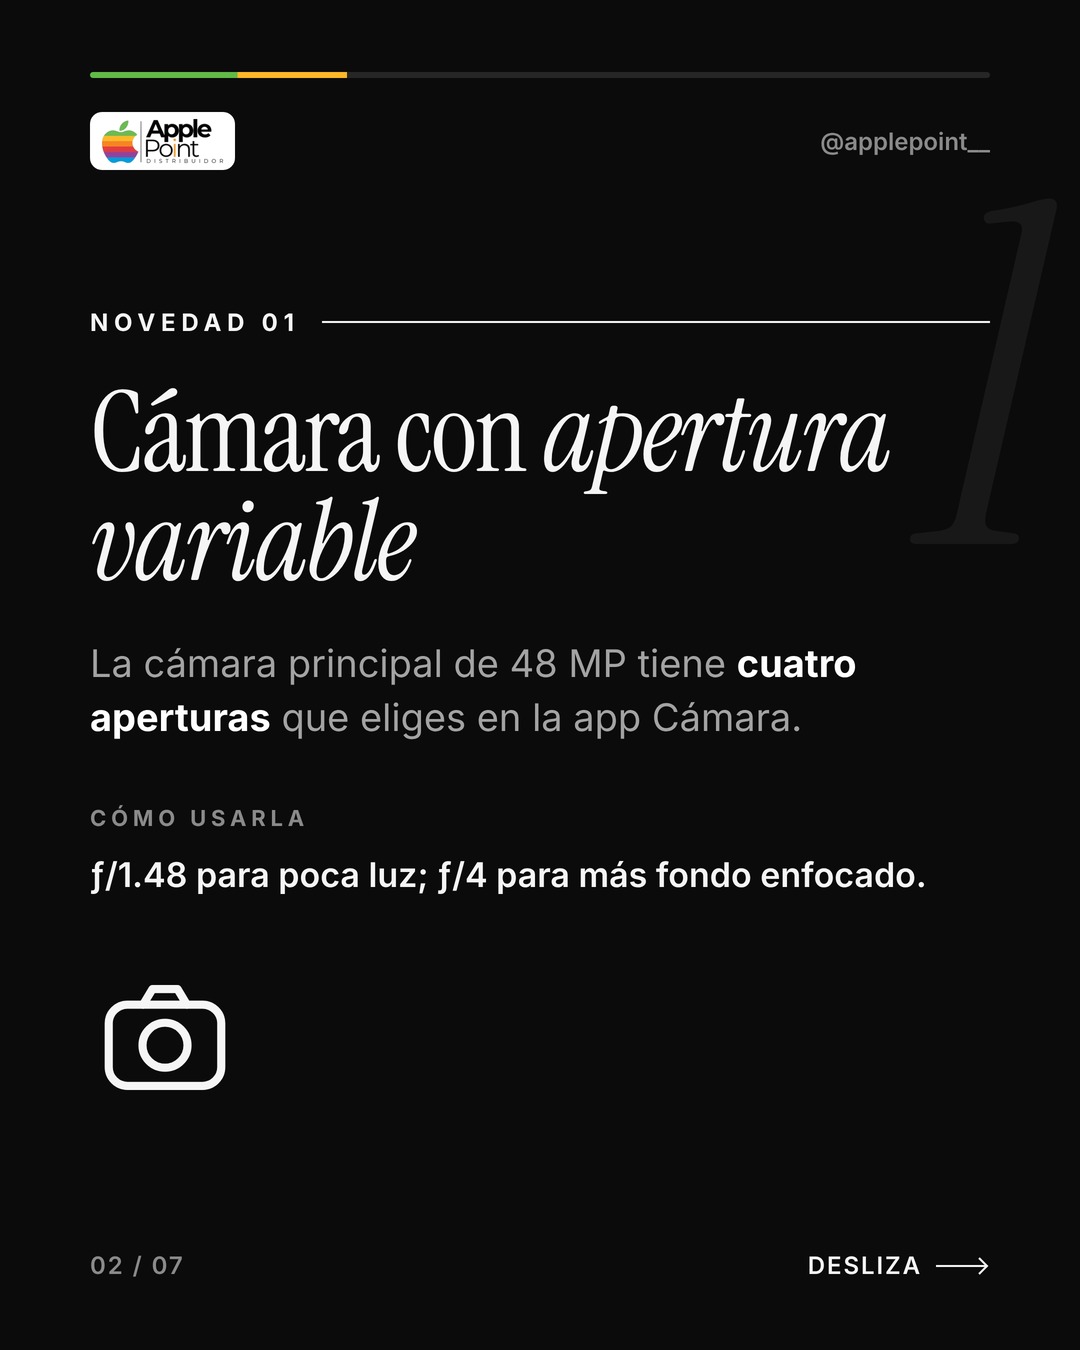 Apple
Point
DISTRIBUIDOR
@applepoint__
1
NOVEDAD 01
Cámara con apertura
variable
La cámara principal de 48 MP tiene cuatro
aperturas que eliges en la app Cámara.
CÓMO USARLA
ƒ/1.48 para poca luz; ƒ/4 para más fondo enfocado.
02 / 07
DESLIZA